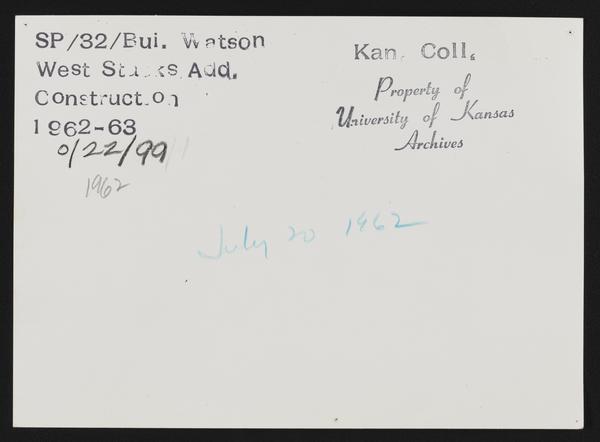 SP/32/Bui. Watson
West Stacks Add.
Construction
1962-63
0/22/99
1962
Kan. Coll.
Property of
University of Kansas
Archives
July 20 1962